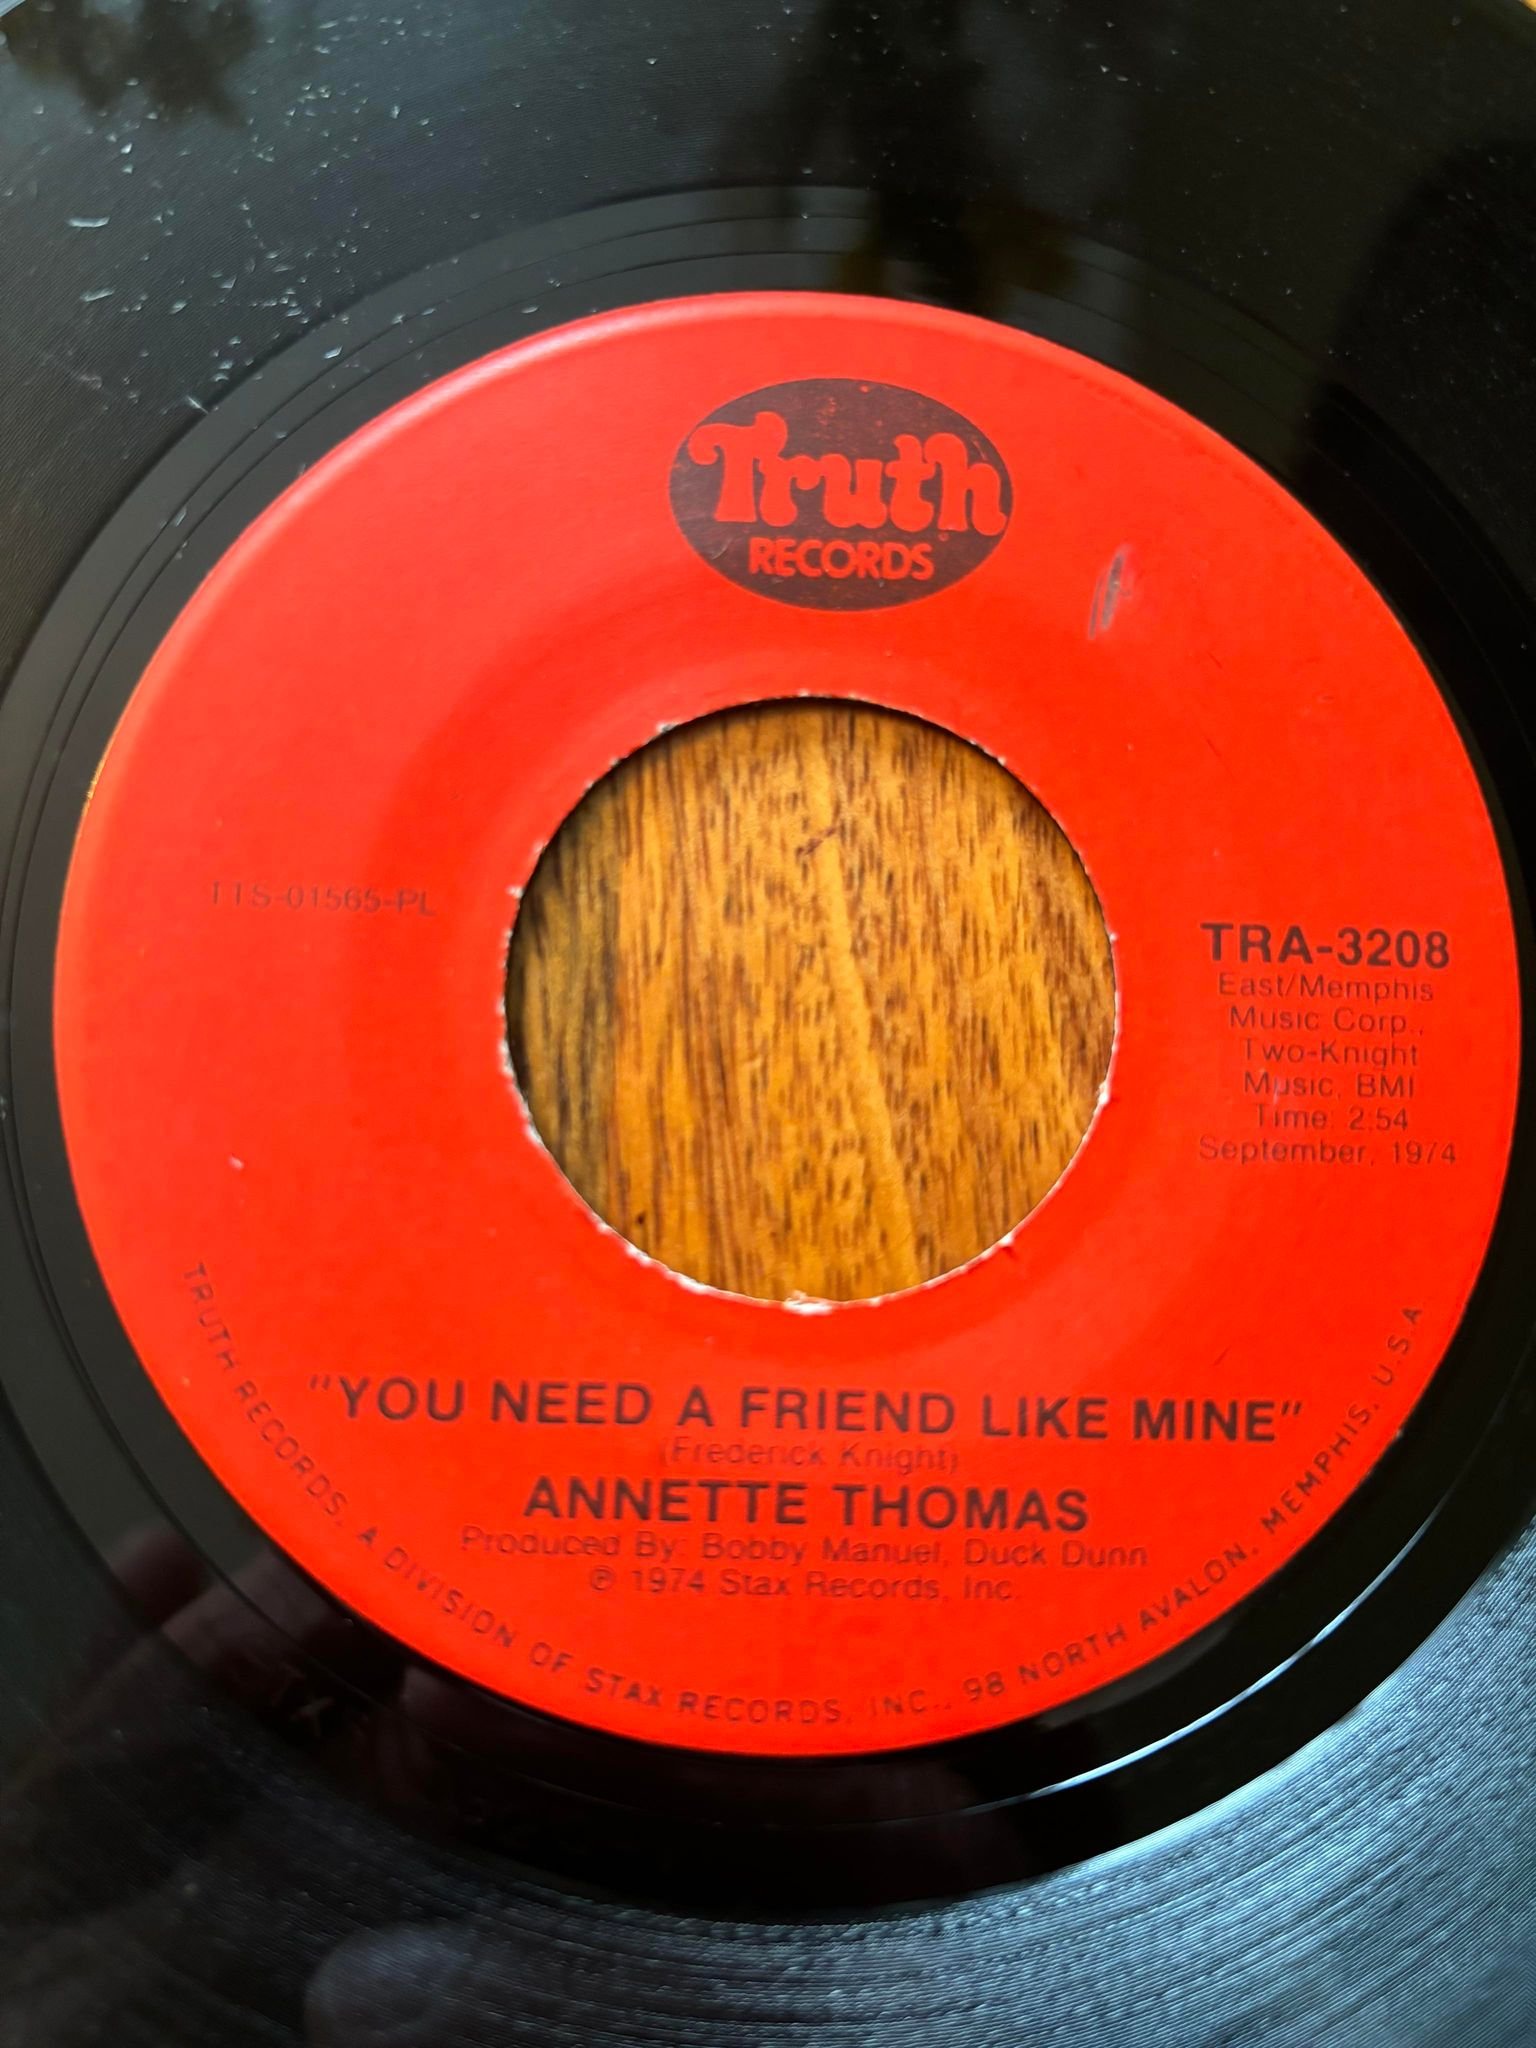 Truth
RECORDS
TTS-01565-PL
TRA-3208
East/Memphis
Music Corp.,
Two-Knight
Music, BMI
Time: 2:54
September, 1974
"YOU NEED A FRIEND LIKE MINE"
(Frederick Knight)
ANNETTE THOMAS
Produced By: Bobby Manuel, Duck Dunn
℗ 1974 Stax Records, Inc.
TRUTH RECORDS, A DIVISION OF STAX RECORDS, INC., 98 NORTH AVALON, MEMPHIS, U.S.A